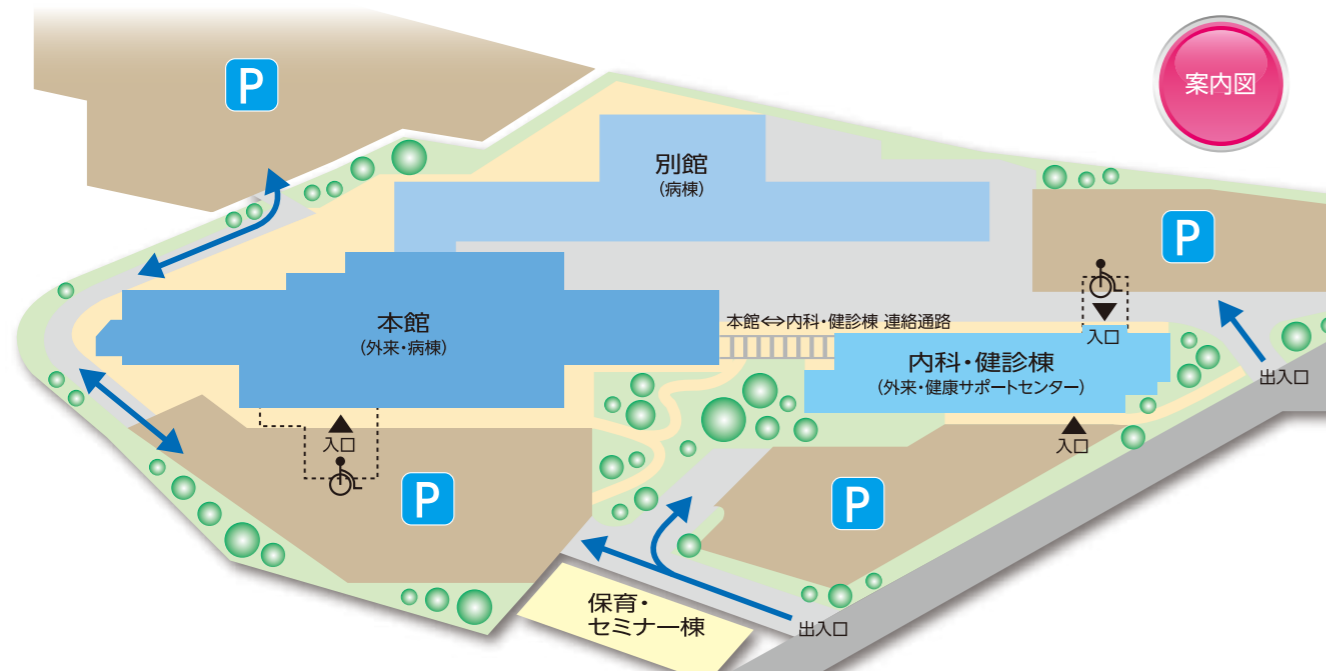 案内図
P
別館
(病棟)
P
本館
(外来・病棟)
本館⇔内科・健診棟 連絡通路
入口
内科・健診棟
(外来・健康サポートセンター)
出入口
入口
入口
P
P
保育・
セミナー棟
出入口